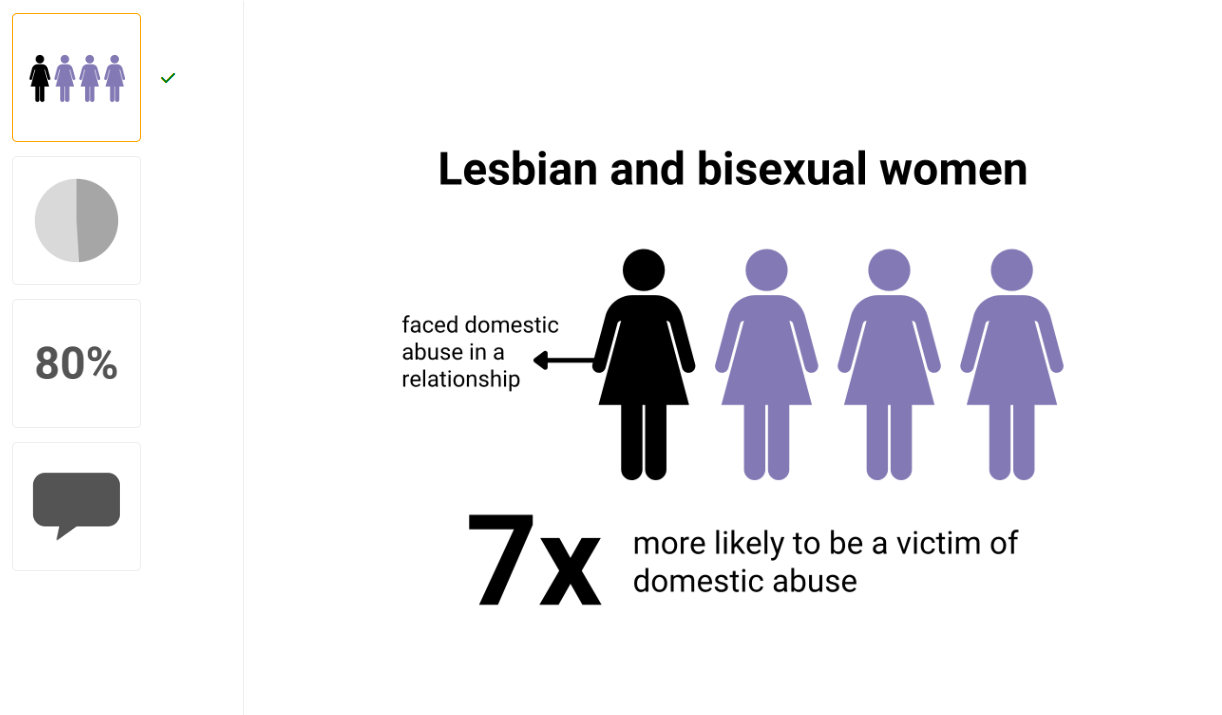 80%
Lesbian and bisexual women
faced domestic
abuse in a
relationship
7x
more likely to be a victim of
domestic abuse